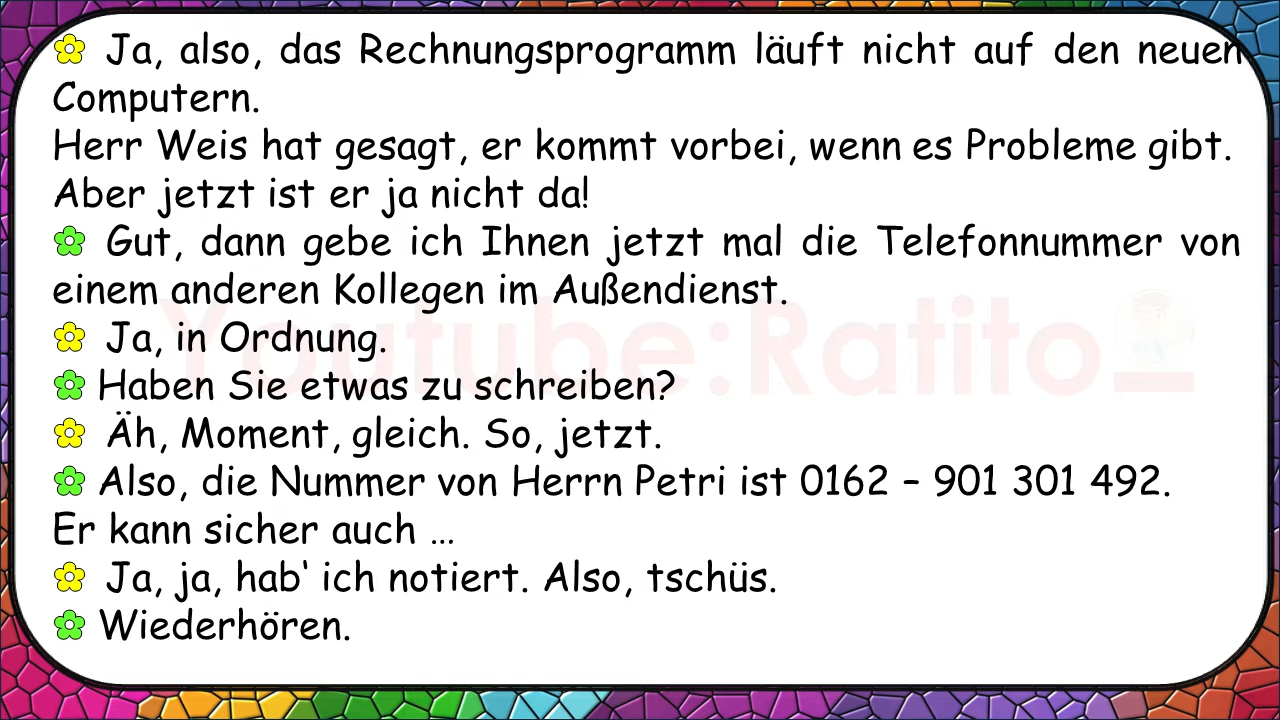 Ja, also, das Rechnungsprogramm läuft nicht auf den neuen
Computern.
Herr Weis hat gesagt, er kommt vorbei, wenn es Probleme gibt.
Aber jetzt ist er ja nicht da!
Gut, dann gebe ich Ihnen jetzt mal die Telefonnummer von
einem anderen Kollegen im Außendienst.
Ja, in Ordnung.
Youtube:Ratito
Haben Sie etwas zu schreiben?
Äh, Moment, gleich. So, jetzt.
Also, die Nummer von Herrn Petri ist 0162 – 901 301 492.
Er kann sicher auch …
Ja, ja, hab‘ ich notiert. Also, tschüs.
Wiederhören.